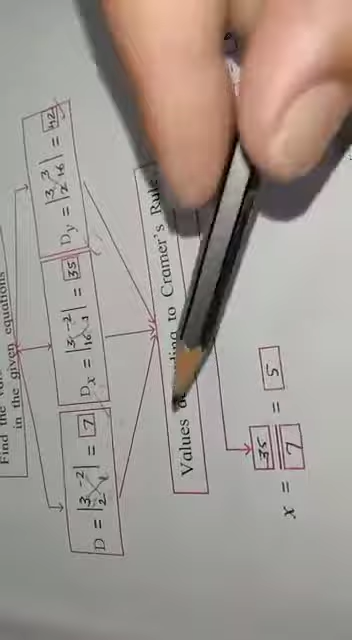 Find the
in the given equations
D = |3 -2 2 1| = 7 Dx = |3 -2 16 1| = 35 Dy = |3 3 2 16| = 42
Values to Cramer's Rule
x = 35/7 = 5